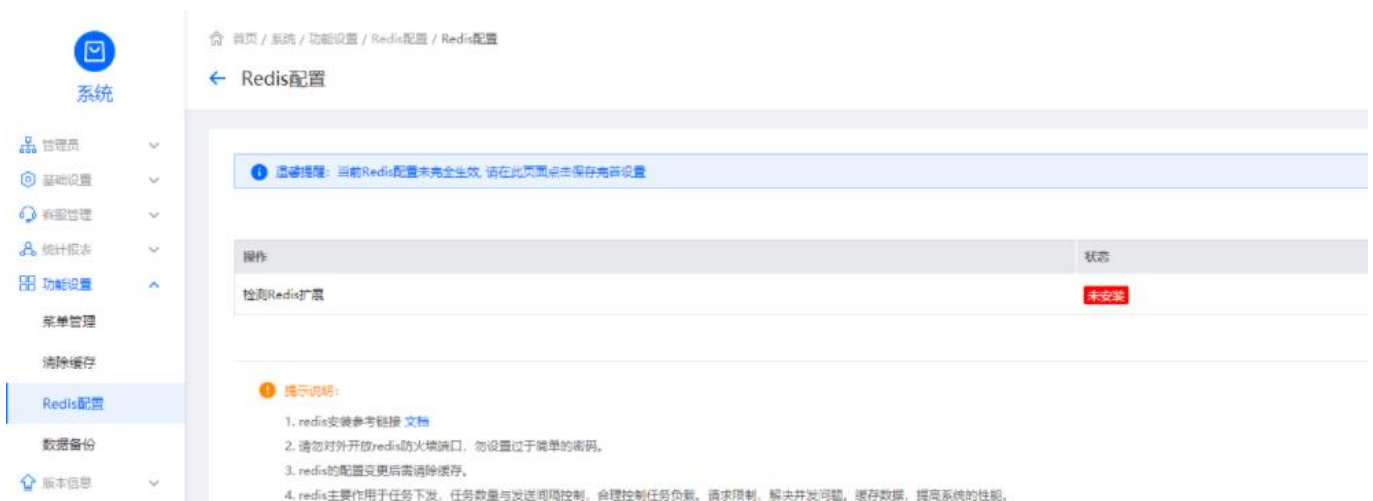 首页 / 系统 / 功能设置 / Redis配置 / Redis配置
← Redis配置
系统
管理员
基础设置
客服管理
统计报表
功能设置
菜单管理
清除缓存
Redis配置
数据备份
版本信息
温馨提醒：当前Redis配置未完全生效, 请在此页面点击保存完善设置
操作 状态
检测Redis扩展 未安装
提示说明：
1. redis安装参考链接 文档
2. 请勿对外开放redis防火墙端口，勿设置过于简单的密码。
3. redis的配置变更后需清除缓存。
4. redis主要作用于任务下发，任务数量与发送间隔控制，合理控制任务负载。请求限制，解决并发问题。缓存数据，提高系统的性能。